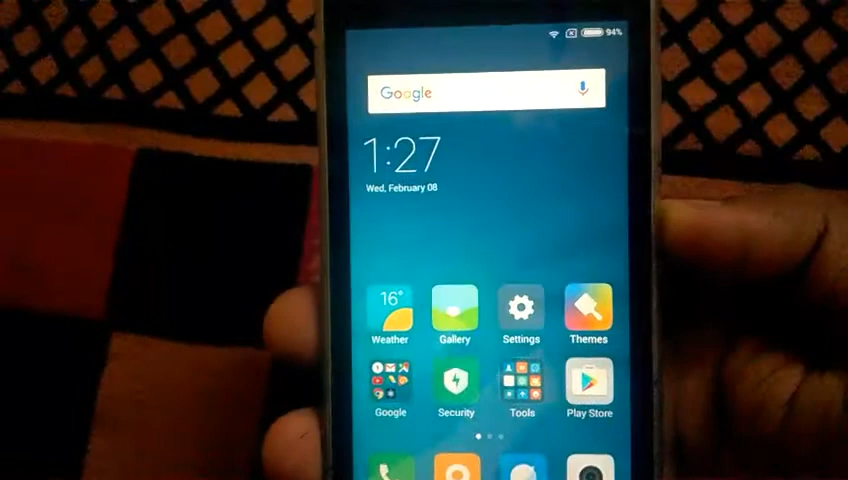 94%
Google
1:27
Wed, February 08
16°
Weather
Gallery
Settings
Themes
Google
Security
Tools
Play Store